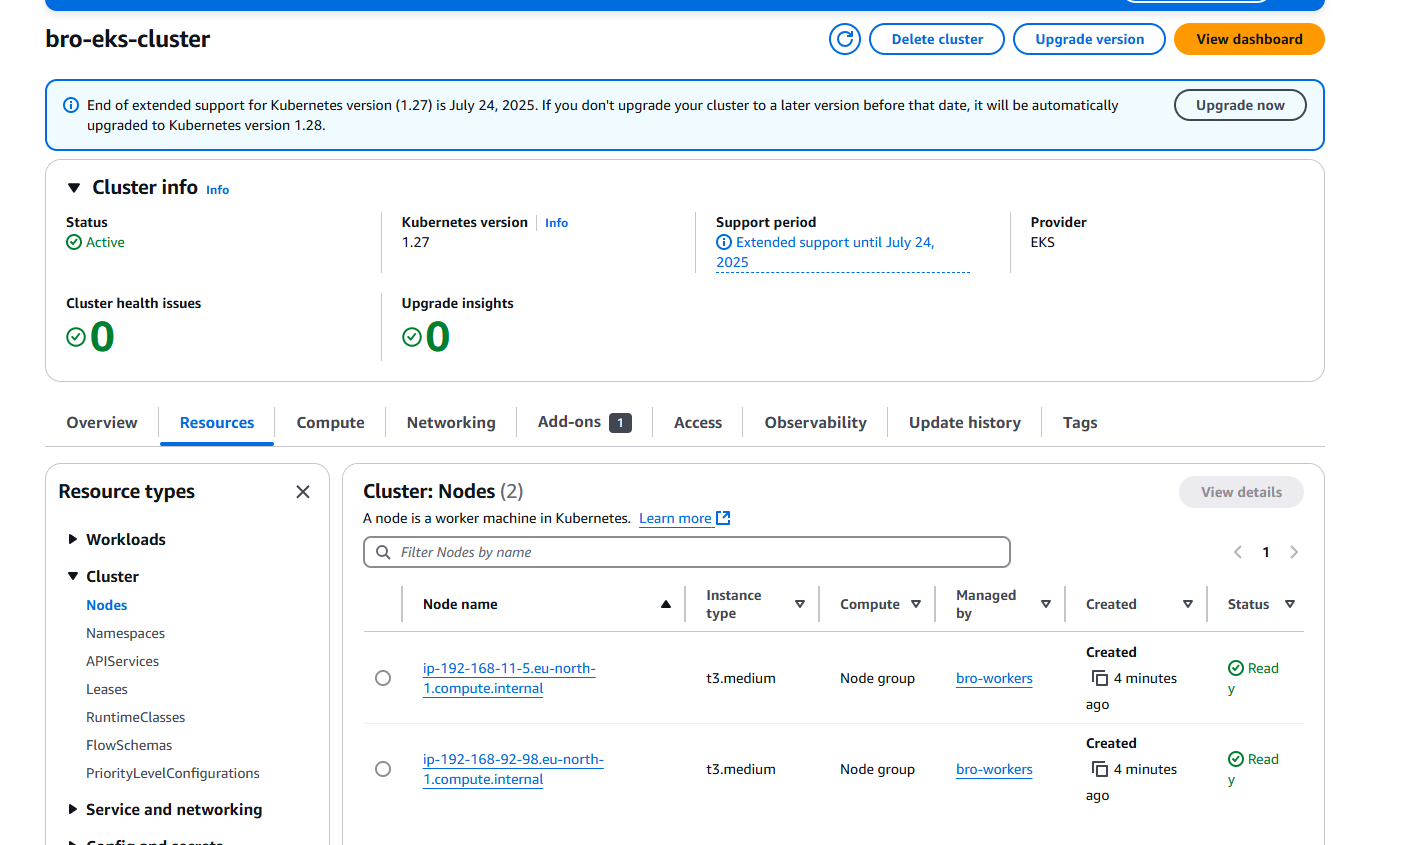 bro-eks-cluster
Delete cluster
Upgrade version
View dashboard
End of extended support for Kubernetes version (1.27) is July 24, 2025. If you don't upgrade your cluster to a later version before that date, it will be automatically
upgraded to Kubernetes version 1.28.
Upgrade now
Cluster info Info
Status
Active
Kubernetes version Info
1.27
Support period
Extended support until July 24,
2025
Provider
EKS
Cluster health issues
0
Upgrade insights
0
Overview
Resources
Compute
Networking
Add-ons 1
Access
Observability
Update history
Tags
Resource types
Workloads
Cluster
Nodes
Namespaces
APIServices
Leases
RuntimeClasses
FlowSchemas
PriorityLevelConfigurations
Service and networking
Config and secrets
Cluster: Nodes (2)
View details
A node is a worker machine in Kubernetes. Learn more
Filter Nodes by name
1
Node name
Instance
type
Compute
Managed
by
Created
Status
ip-192-168-11-5.eu-north-
1.compute.internal
t3.medium
Node group
bro-workers
Created
4 minutes
ago
Read
y
ip-192-168-92-98.eu-north-
1.compute.internal
t3.medium
Node group
bro-workers
Created
4 minutes
ago
Read
y